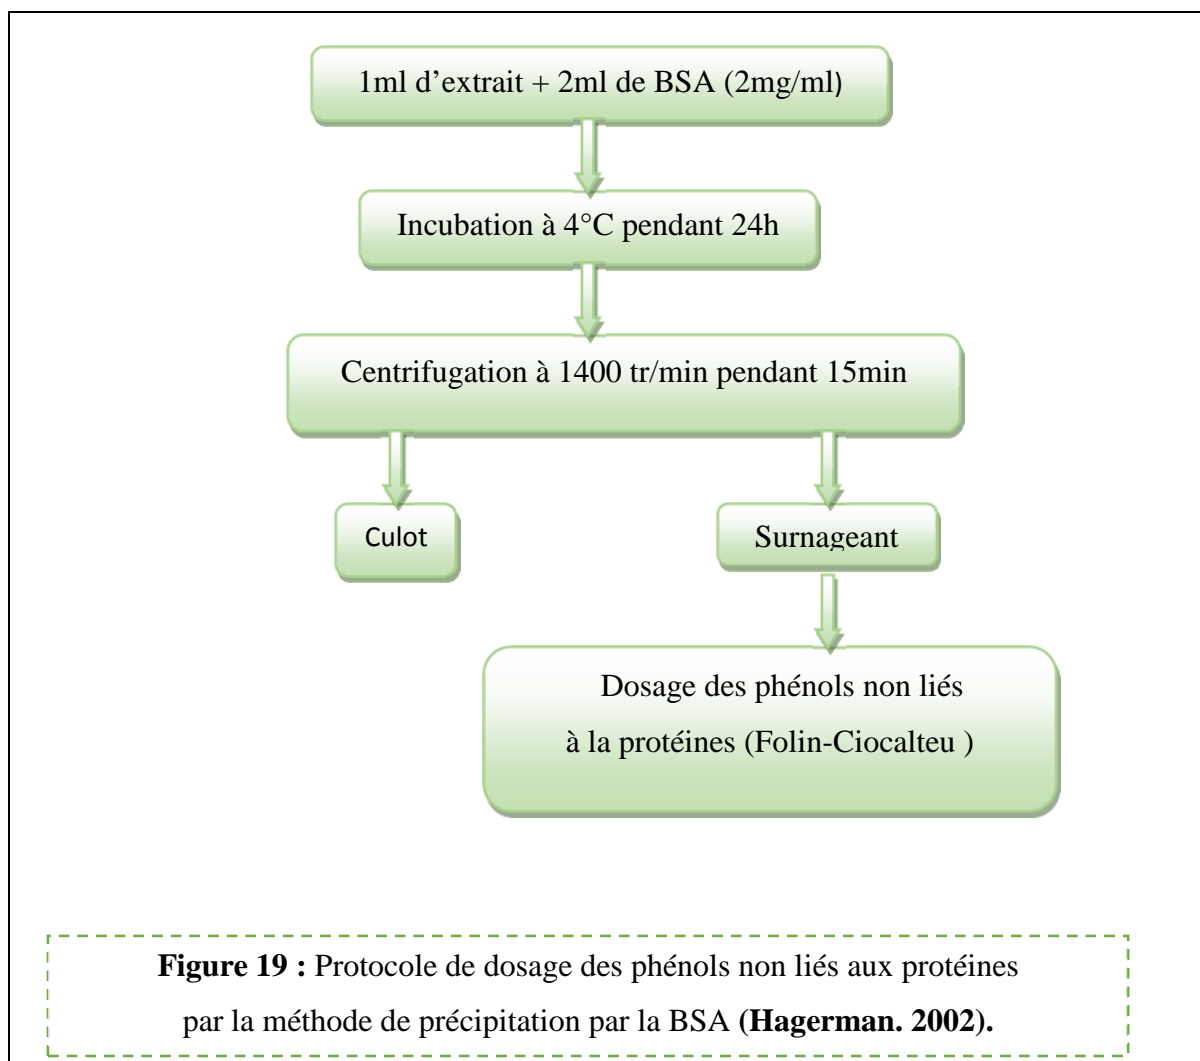 1ml d’extrait + 2ml de BSA (2mg/ml)
Incubation à 4°C pendant 24h
Centrifugation à 1400 tr/min pendant 15min
Culot
Surnageant
Dosage des phénols non liés
à la protéines (Folin-Ciocalteu )
Figure 19 : Protocole de dosage des phénols non liés aux protéines
par la méthode de précipitation par la BSA (Hagerman. 2002).